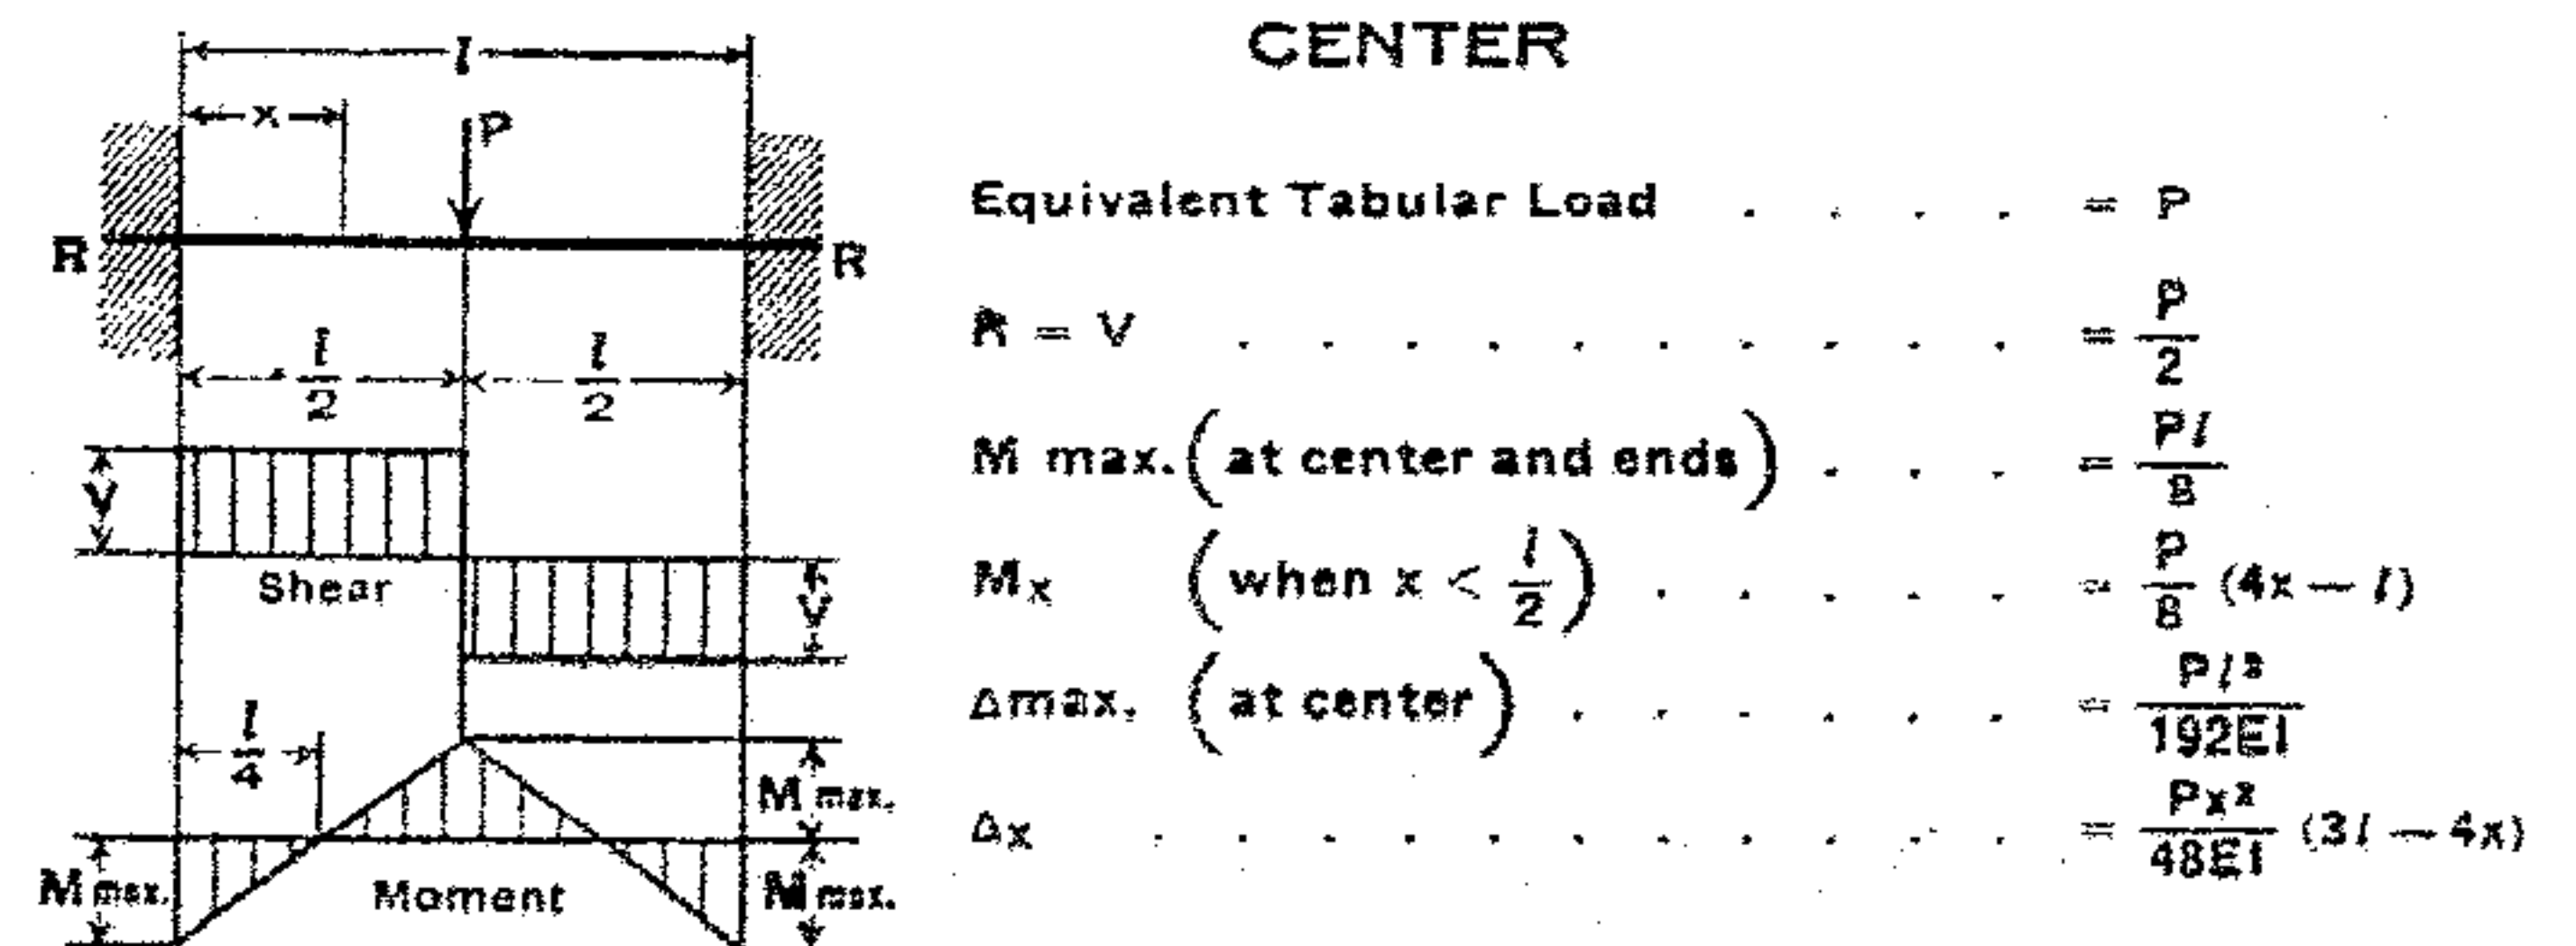 CENTER
l
x
P
R
R
l/2
l/2
V
Shear
V
l/4
M max.
M max.
Moment
M max.
Equivalent Tabular Load . . . . = P
R = V . . . . . . . . . . = P/2
M max. (at center and ends) . . . = Pl/8
Mx (when x < l/2) . . . . . = P/8 (4x − l)
Δmax. (at center) . . . . . . = Pl³/192EI
Δx . . . . . . . . . . . = Px²/48EI (3l − 4x)